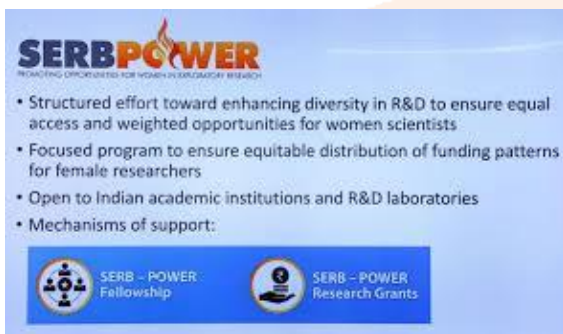 SERBPOWER
PROMOTING OPPORTUNITIES FOR WOMEN IN EXPLORATORY RESEARCH
• Structured effort toward enhancing diversity in R&D to ensure equal
access and weighted opportunities for women scientists
• Focused program to ensure equitable distribution of funding patterns
for female researchers
• Open to Indian academic institutions and R&D laboratories
• Mechanisms of support:
SERB – POWER
Fellowship
SERB – POWER
Research Grants